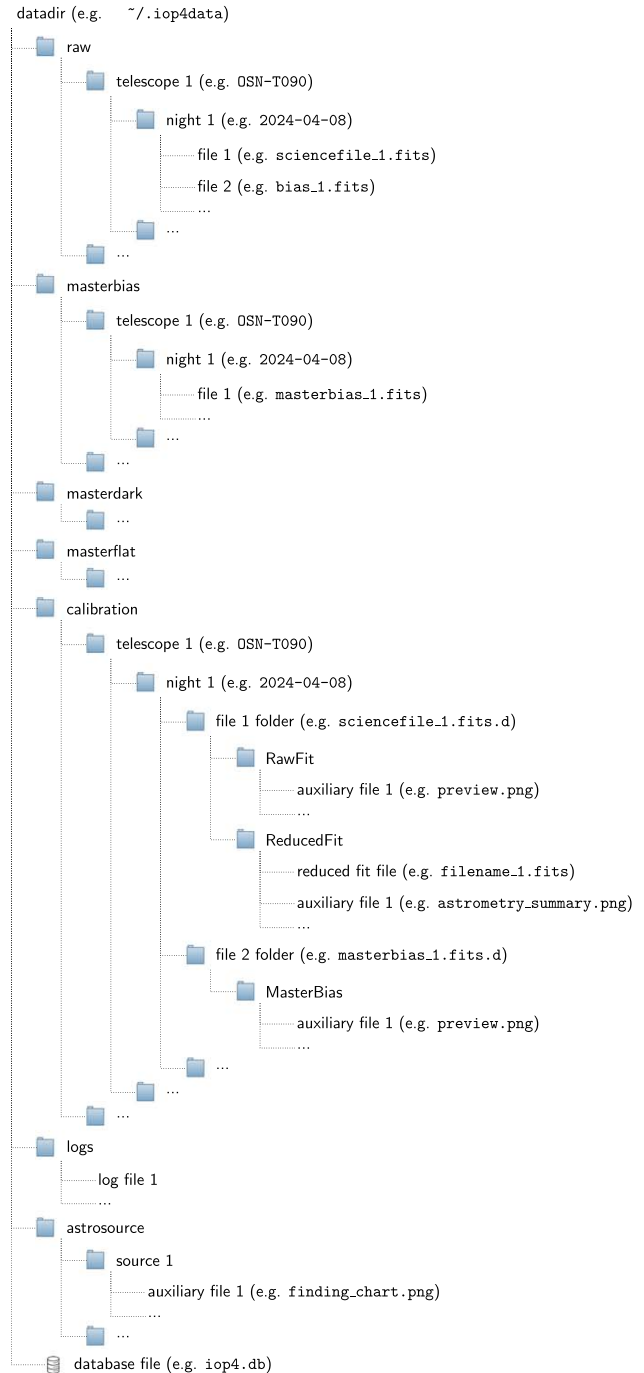 datadir (e.g. ~/.iop4data)
raw
telescope 1 (e.g. OSN-T090)
night 1 (e.g. 2024-04-08)
file 1 (e.g. sciencefile_1.fits)
file 2 (e.g. bias_1.fits)
...
...
...
masterbias
telescope 1 (e.g. OSN-T090)
night 1 (e.g. 2024-04-08)
file 1 (e.g. masterbias_1.fits)
...
...
...
masterdark
...
masterflat
...
calibration
telescope 1 (e.g. OSN-T090)
night 1 (e.g. 2024-04-08)
file 1 folder (e.g. sciencefile_1.fits.d)
RawFit
auxiliary file 1 (e.g. preview.png)
...
ReducedFit
reduced fit file (e.g. filename_1.fits)
auxiliary file 1 (e.g. astrometry_summary.png)
...
file 2 folder (e.g. masterbias_1.fits.d)
MasterBias
auxiliary file 1 (e.g. preview.png)
...
...
...
...
logs
log file 1
...
astrosource
source 1
auxiliary file 1 (e.g. finding_chart.png)
...
...
database file (e.g. iop4.db)